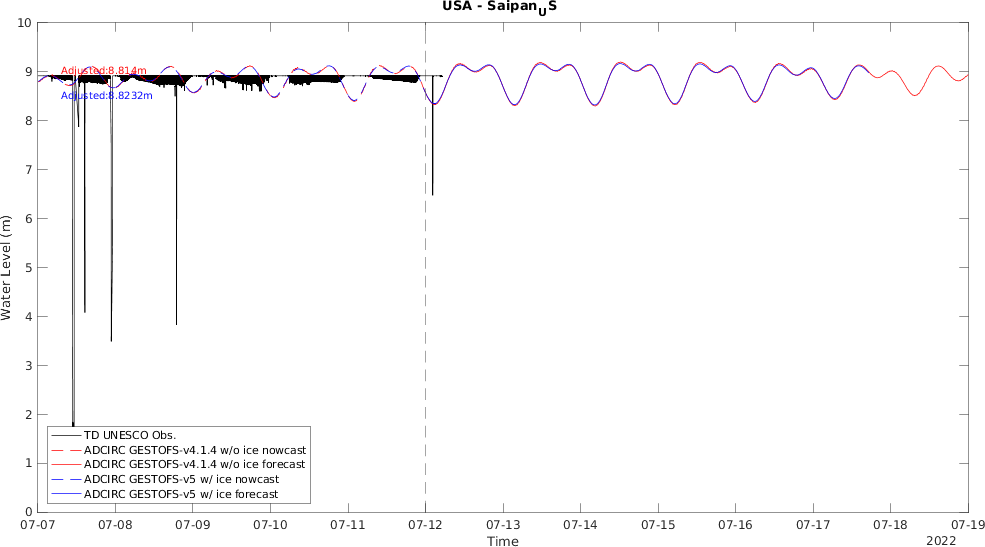 USA - Saipan_US
10
9
8
7
6
5
4
3
2
1
0
Water Level (m)
Adjusted:8.814m
Adjusted:8.8232m
TD UNESCO Obs.
ADCIRC GESTOFS-v4.1.4 w/o ice nowcast
ADCIRC GESTOFS-v4.1.4 w/o ice forecast
ADCIRC GESTOFS-v5 w/ ice nowcast
ADCIRC GESTOFS-v5 w/ ice forecast
07-07 07-08 07-09 07-10 07-11 07-12 07-13 07-14 07-15 07-16 07-17 07-18 07-19
Time
2022